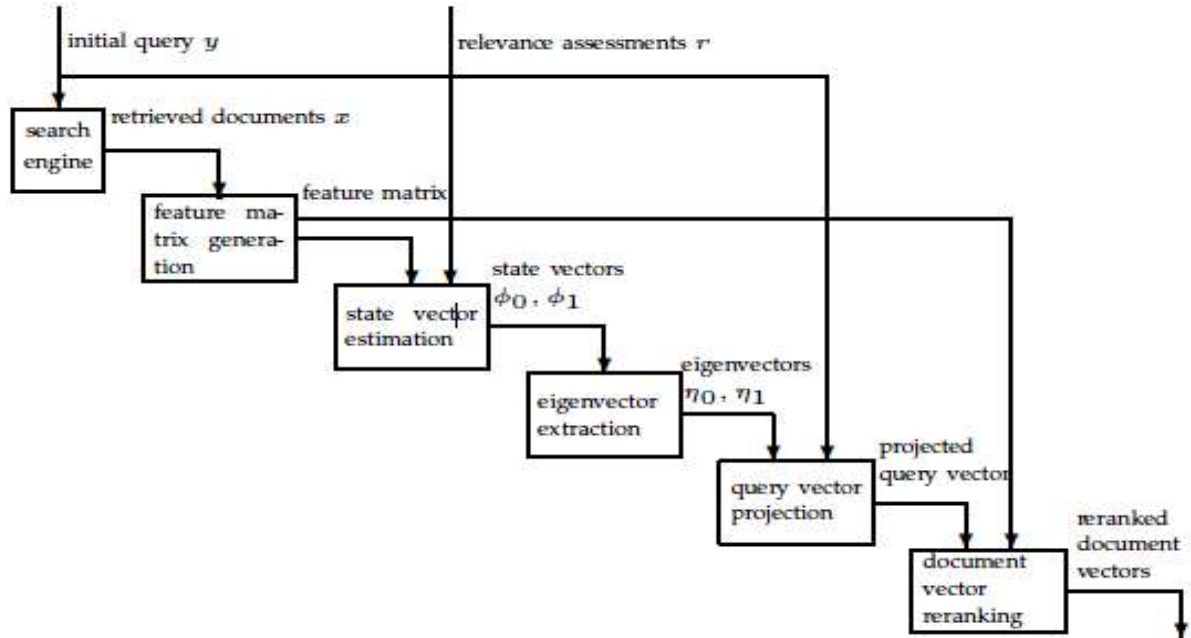 initial query y
relevance assessments r
search
engine
retrieved documents x
feature ma-
trix genera-
tion
feature matrix
state vector
estimation
state vectors
ϕ0 , ϕ1
eigenvector
extraction
eigenvectors
η0 , η1
query vector
projection
projected
query vector
document
vector
reranking
reranked
document
vectors